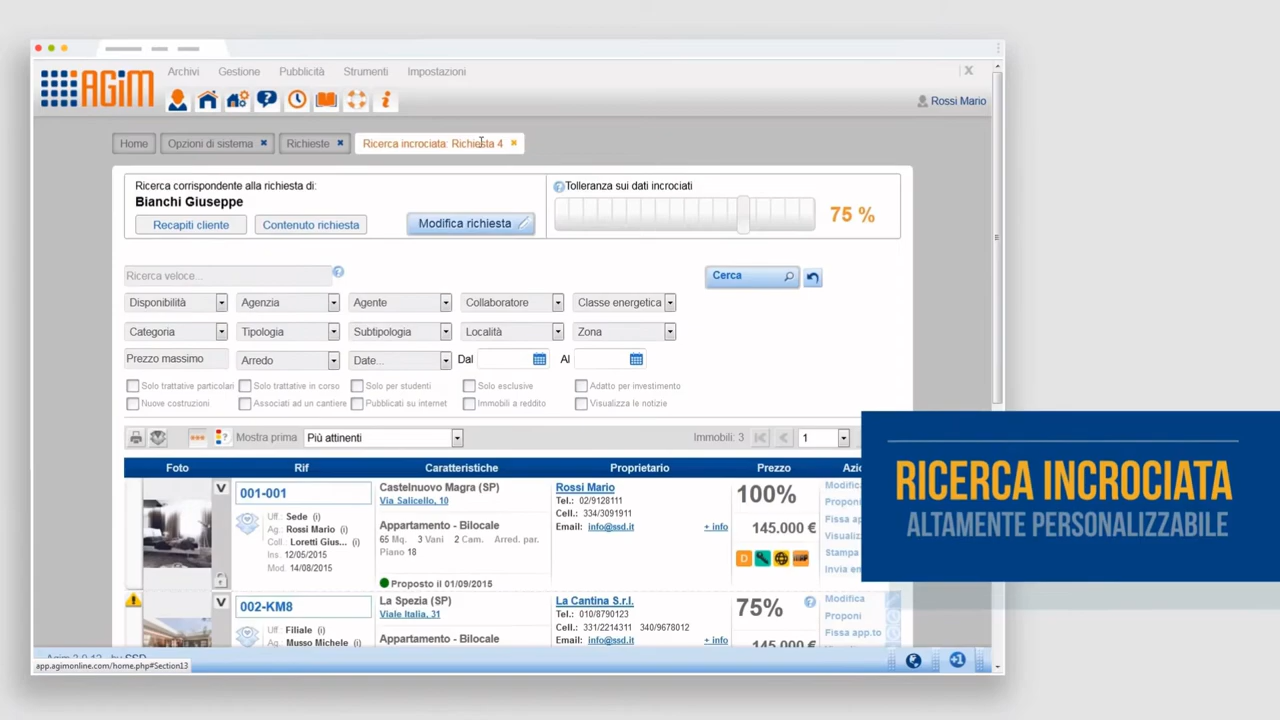 AGIM
Archivi Gestione Pubblicità Strumenti Impostazioni
X
Rossi Mario
Home
Opzioni di sistema
Richieste
Ricerca incrociata: Richiesta 4
Ricerca corrispondente alla richiesta di:
Bianchi Giuseppe
Recapiti cliente Contenuto richiesta Modifica richiesta
Tolleranza sui dati incrociati
75 %
Ricerca veloce...
Cerca
Disponibilità Agenzia Agente Collaboratore Classe energetica
Categoria Tipologia Subtipologia Località Zona
Prezzo massimo Arredo Date... Dal Al
Solo trattative particolari Solo trattative in corso Solo per studenti Solo esclusive Adatto per investimento
Nuove costruzioni Associati ad un cantiere Pubblicati su internet Immobili a reddito Visualizza le notizie
Mostra prima Più attinenti Immobili: 3 1
Foto Rif Caratteristiche Proprietario Prezzo
001-001
Uff. Sede (i)
Ag. Rossi Mario (i)
Coll. Loretti Gius... (i)
Ins. 12/05/2015
Mod. 14/08/2015
Castelnuovo Magra (SP)
Via Salicello, 10
Appartamento - Bilocale
65 Mq. 3 Vani 2 Cam. Arred. par.
Piano 18
Proposto il 01/09/2015
Rossi Mario
Tel.: 02/9128111
Cell.: 334/3091911
Email: info@ssd.it + info
100%
145.000 €
D
Stampa
RICERCA INCROCIATA
ALTAMENTE PERSONALIZZABILE
002-KM8
Uff. Filiale (i)
Ag. Musso Michele (i)
La Spezia (SP)
Viale Italia, 31
Appartamento - Bilocale
La Cantina S.r.l.
Tel.: 010/8790123
Cell.: 331/2214311 340/9678012
Email: info@ssd.it + info
75%
145.000 €
Modifica
Proponi
Fissa app.to
app.agimonline.com/home.php#Section13